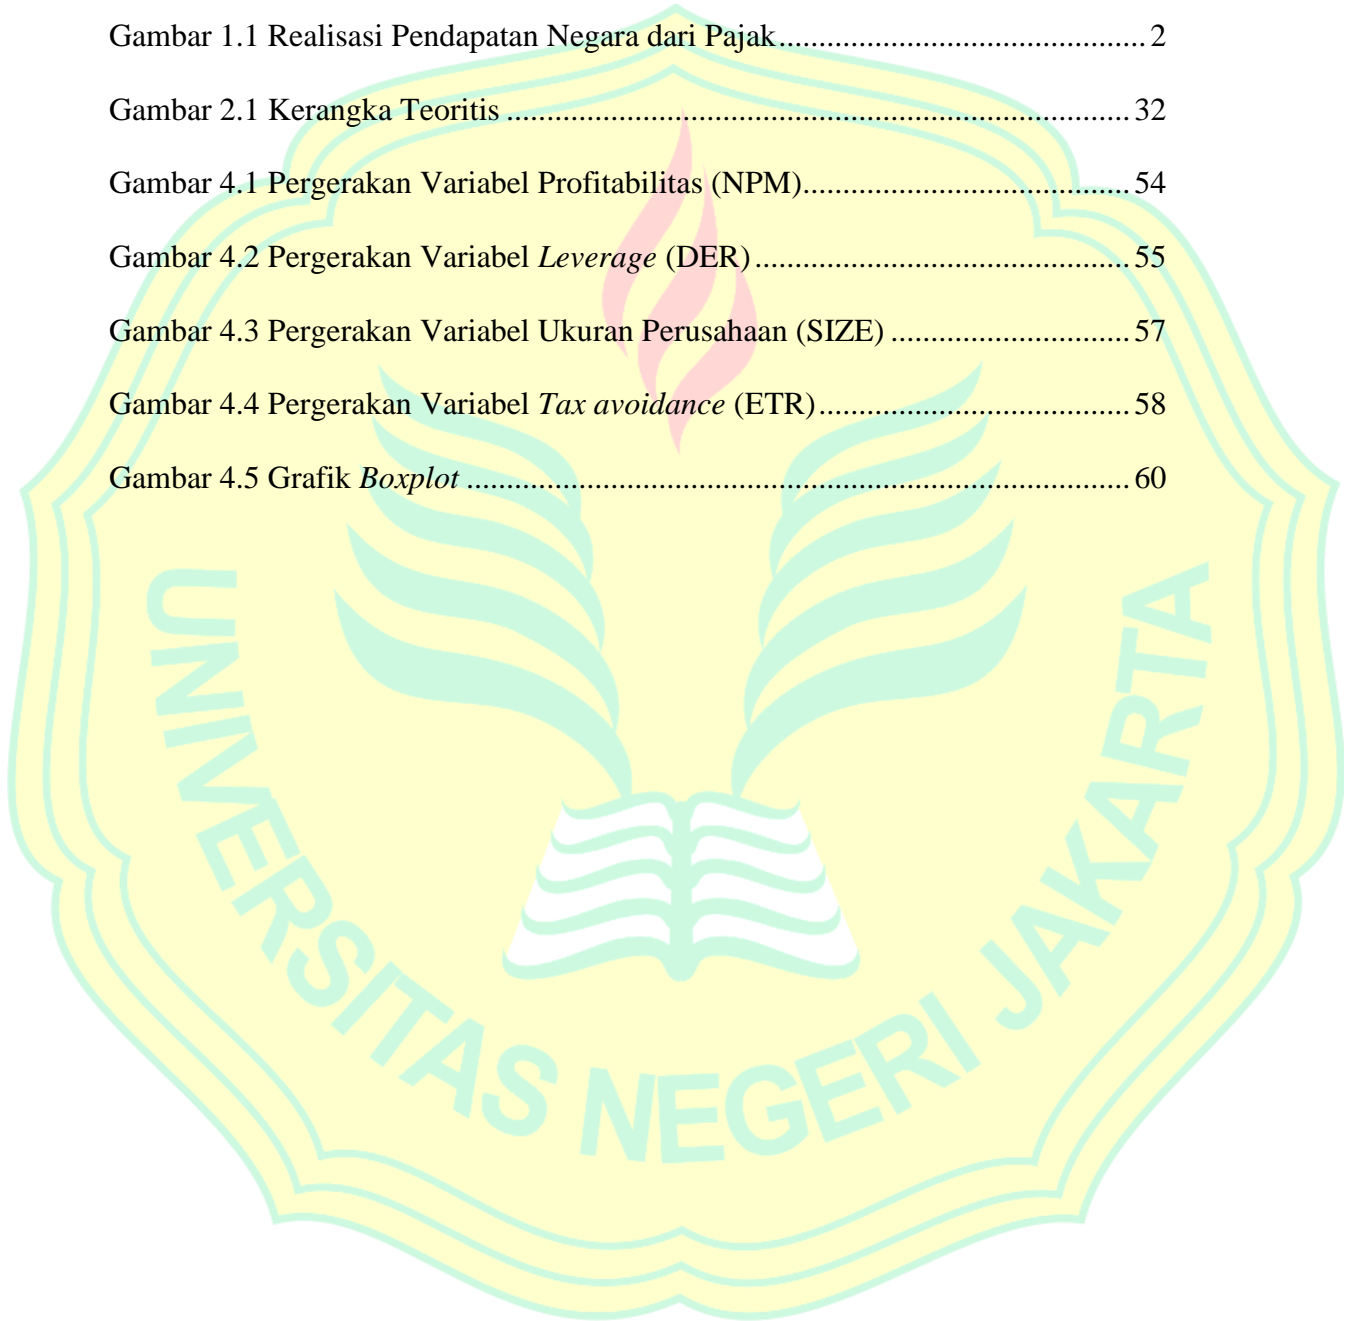 Gambar 1.1 Realisasi Pendapatan Negara dari Pajak.............................................. 2
Gambar 2.1 Kerangka Teoritis .............................................................................. 32
Gambar 4.1 Pergerakan Variabel Profitabilitas (NPM)......................................... 54
Gambar 4.2 Pergerakan Variabel Leverage (DER) ............................................... 55
Gambar 4.3 Pergerakan Variabel Ukuran Perusahaan (SIZE) .............................. 57
Gambar 4.4 Pergerakan Variabel Tax avoidance (ETR)....................................... 58
Gambar 4.5 Grafik Boxplot ................................................................................... 60
UNIVERSITAS NEGERI JAKARTA